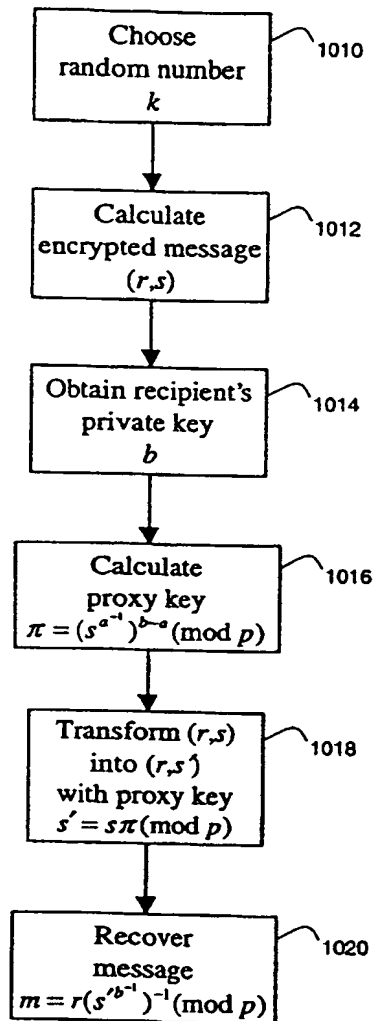 Choose
random number
k
1010
Calculate
encrypted message
(r,s)
1012
Obtain recipient's
private key
b
1014
Calculate
proxy key
π = (s^{a^{-1}})^{b-a} (mod p)
1016
Transform (r,s)
into (r,s')
with proxy key
s' = sπ(mod p)
1018
Recover
message
m = r(s'^{b^{-1}})^{-1} (mod p)
1020